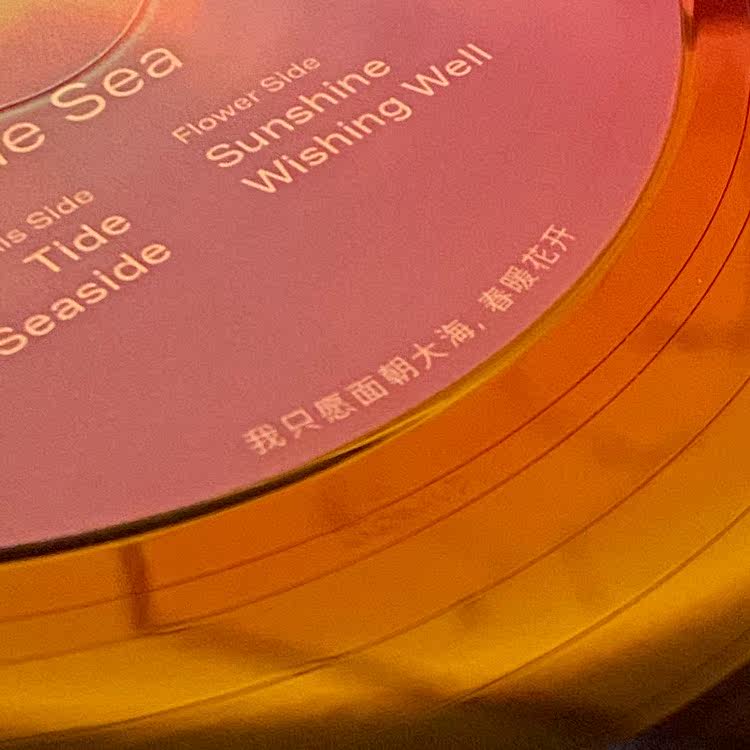 Sea
Flower Side
Sunshine
Wishing Well
Side
Tide
Seaside
我只愿面朝大海，春暖花开